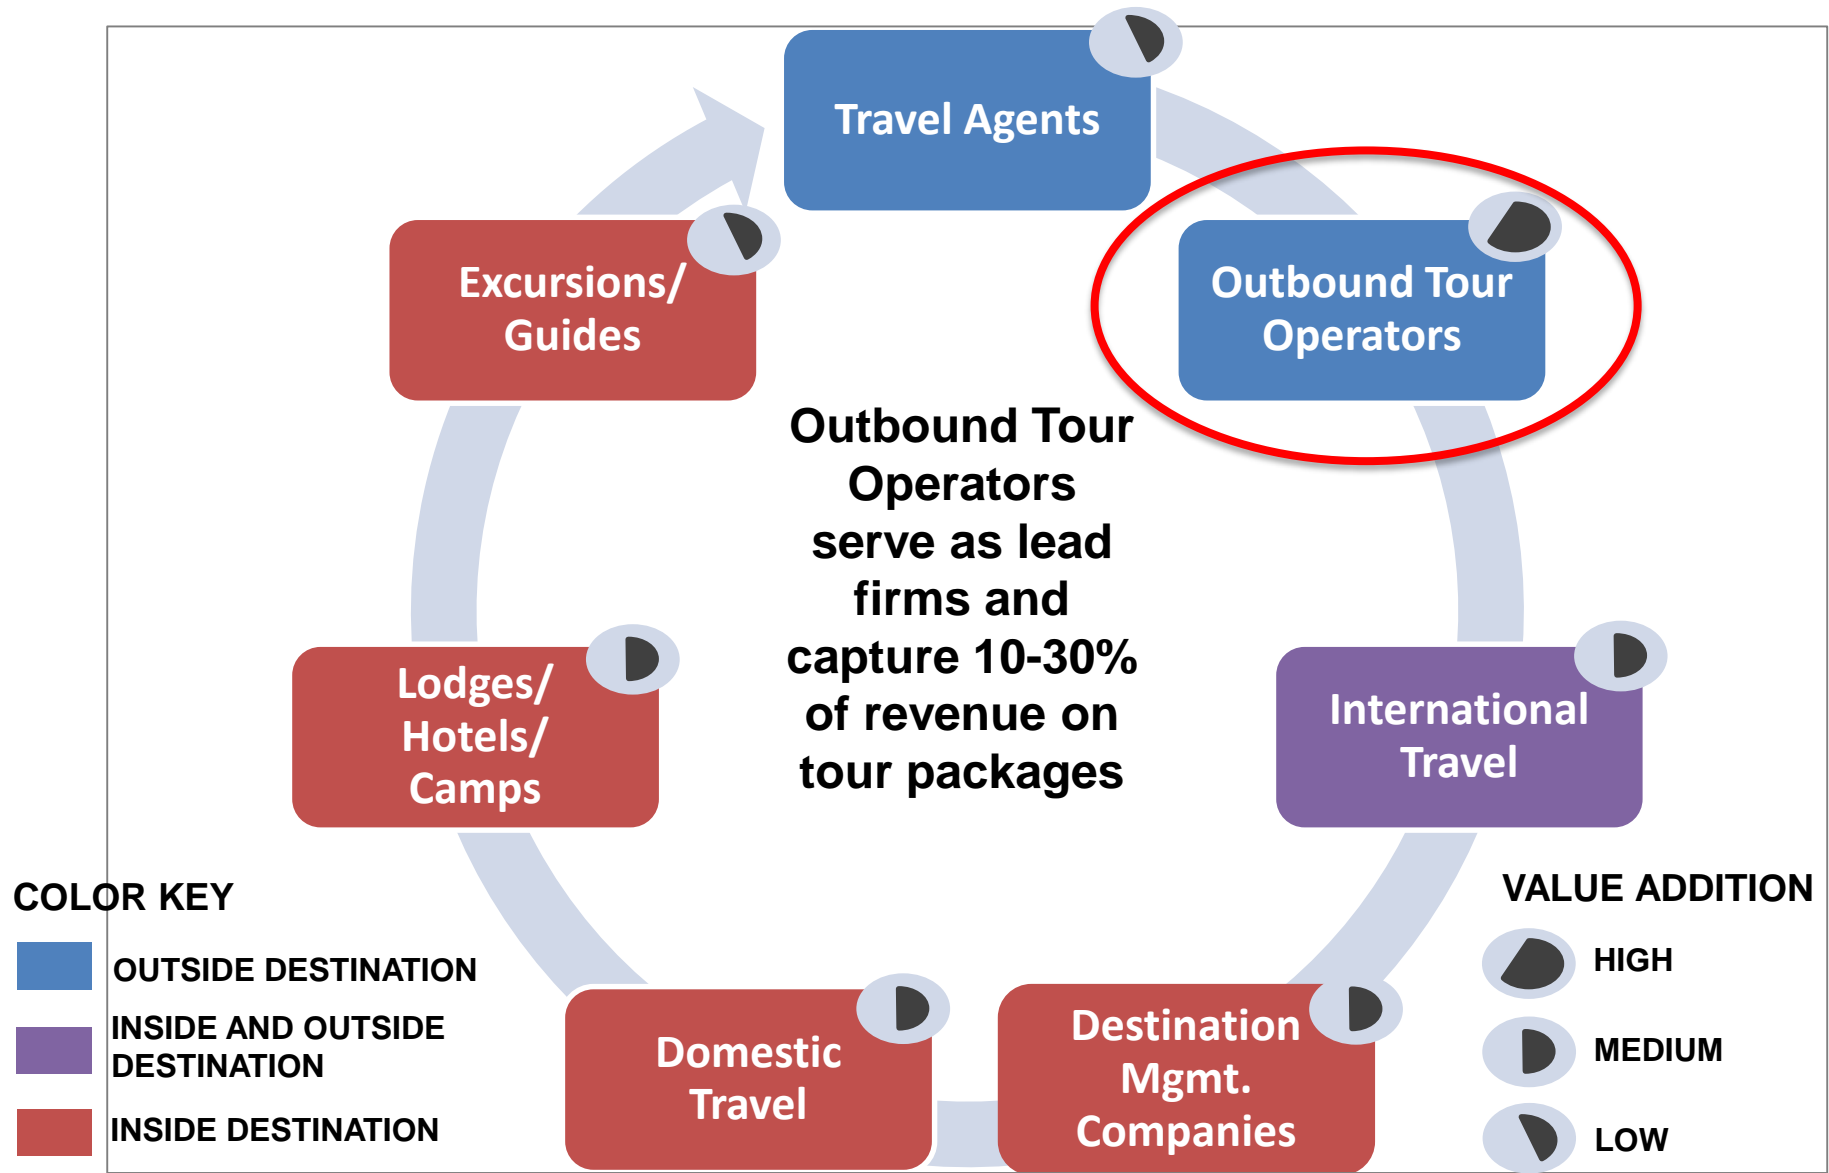 Travel Agents
Outbound Tour
Operators
International
Travel
Destination
Mgmt.
Companies
Domestic
Travel
Lodges/
Hotels/
Camps
Excursions/
Guides
Outbound Tour
Operators
serve as lead
firms and
capture 10-30%
of revenue on
tour packages
COLOR KEY
OUTSIDE DESTINATION
INSIDE AND OUTSIDE
DESTINATION
INSIDE DESTINATION
VALUE ADDITION
HIGH
MEDIUM
LOW